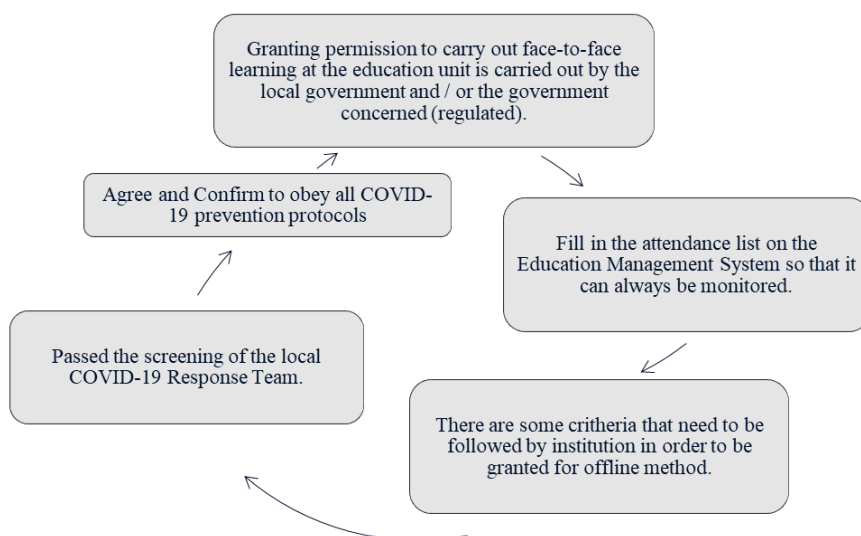 Granting permission to carry out face-to-face
learning at the education unit is carried out by the
local government and / or the government
concerned (regulated).
Agree and Confirm to obey all COVID-
19 prevention protocols
Fill in the attendance list on the
Education Management System so that it
can always be monitored.
Passed the screening of the local
COVID-19 Response Team.
There are some critheria that need to be
followed by institution in order to be
granted for offline method.